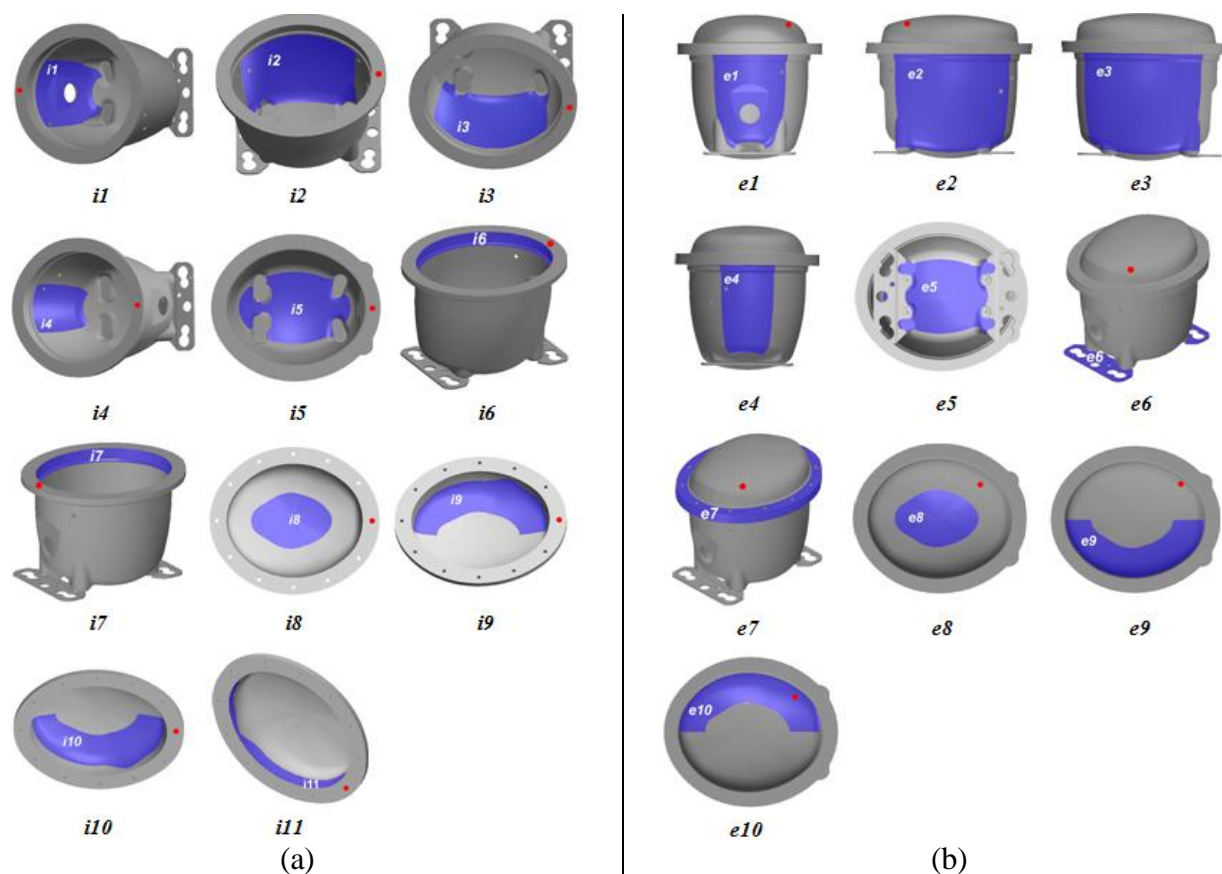 i1 i2 i3
i1 i2 i3
i4 i5 i6
i4 i5 i6
i7 i8 i9
i7 i8 i9
i10 i11
i10 i11
(a)
e1 e2 e3
e1 e2 e3
e4 e5 e6
e4 e5 e6
e7 e8 e9
e7 e8 e9
e10
e10
(b)